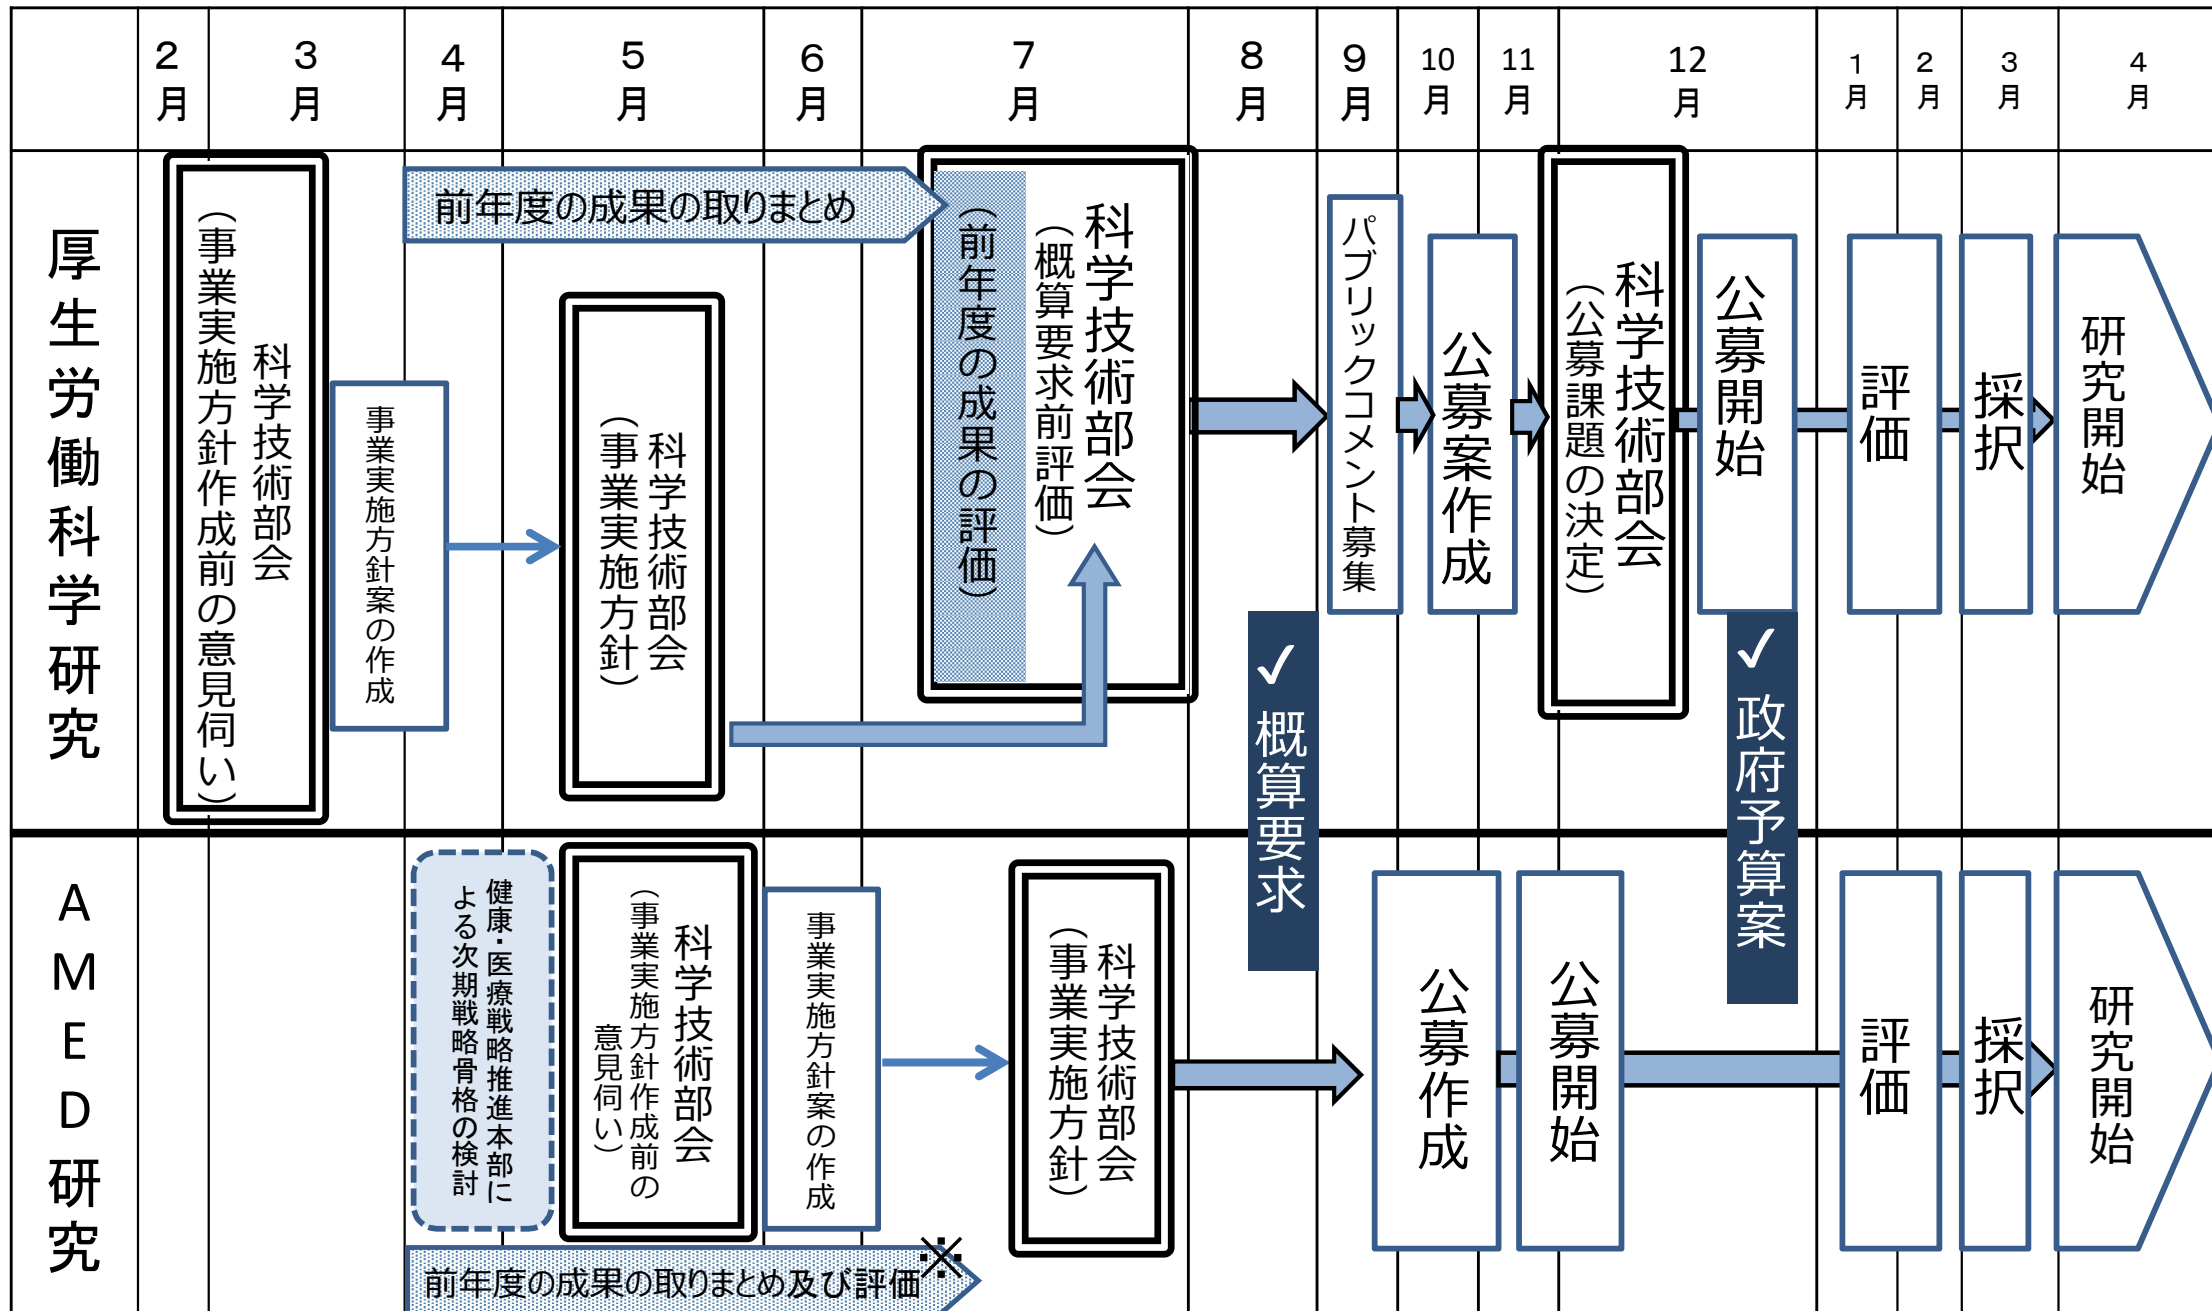 2月
3月
4月
5月
6月
7月
8月
9月
10月
11月
12月
1月
2月
3月
4月
厚生労働科学研究
科学技術部会
（事業実施方針作成前の意見伺い）
事業実施方針案の作成
前年度の成果の取りまとめ
科学技術部会
（事業実施方針）
科学技術部会
（概算要求前評価）
（前年度の成果の評価）
パブリックコメント募集
公募案作成
科学技術部会
（公募課題の決定）
公募開始
評価
採択
研究開始
✓ 概算要求
✓ 政府予算案
AMED研究
健康・医療戦略推進本部に
よる次期戦略骨格の検討
科学技術部会
（事業実施方針作成前の
意見伺い）
事業実施方針案の作成
科学技術部会
（事業実施方針）
公募作成
公募開始
評価
採択
研究開始
前年度の成果の取りまとめ及び評価※